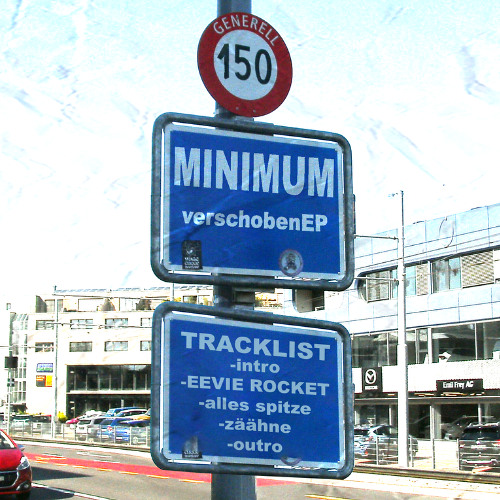 GENERELL
150
MINIMUM
verschobenEP
TRACKLIST
-intro
-EEVIE ROCKET
-alles spitze
-zäähne
-outro
Emil Frey AG